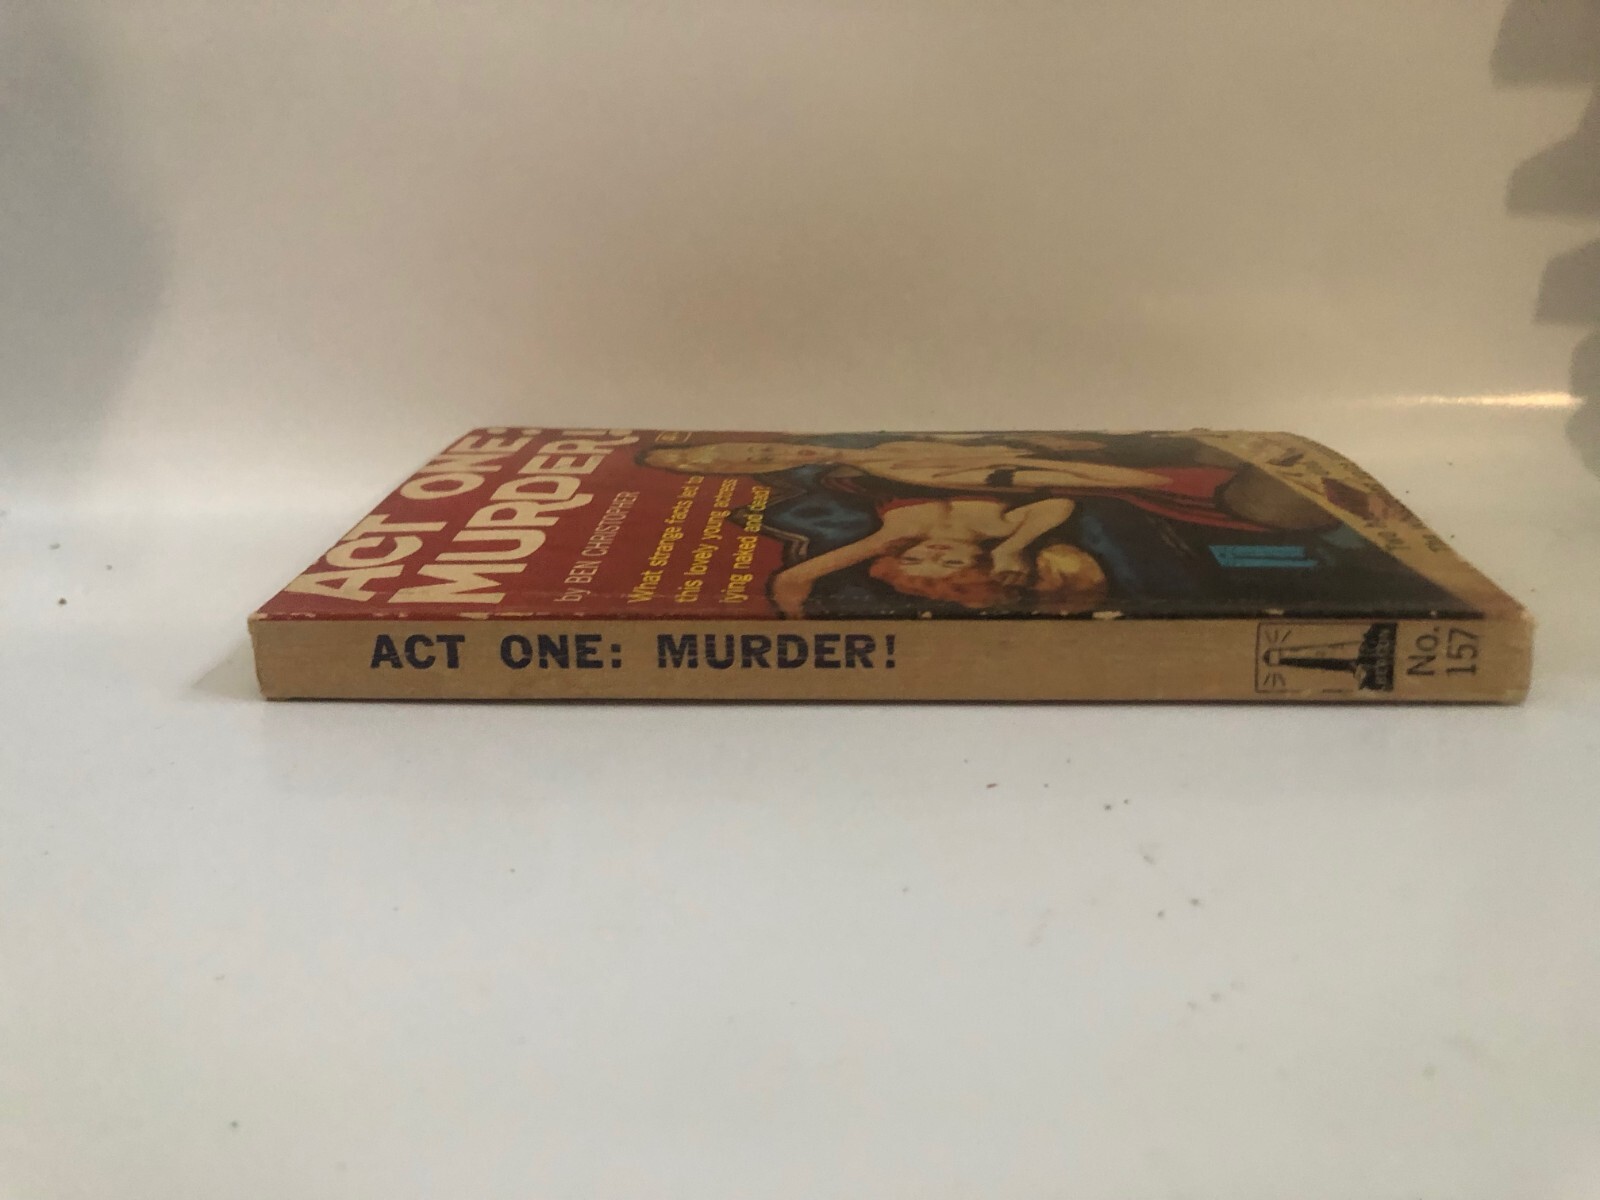 ACT ONE:
MURDER!
by BEN CHRISTOPHER
What strange facts led to
this lovely young actress
lying naked and dead?
ACT ONE: MURDER!
No.
157